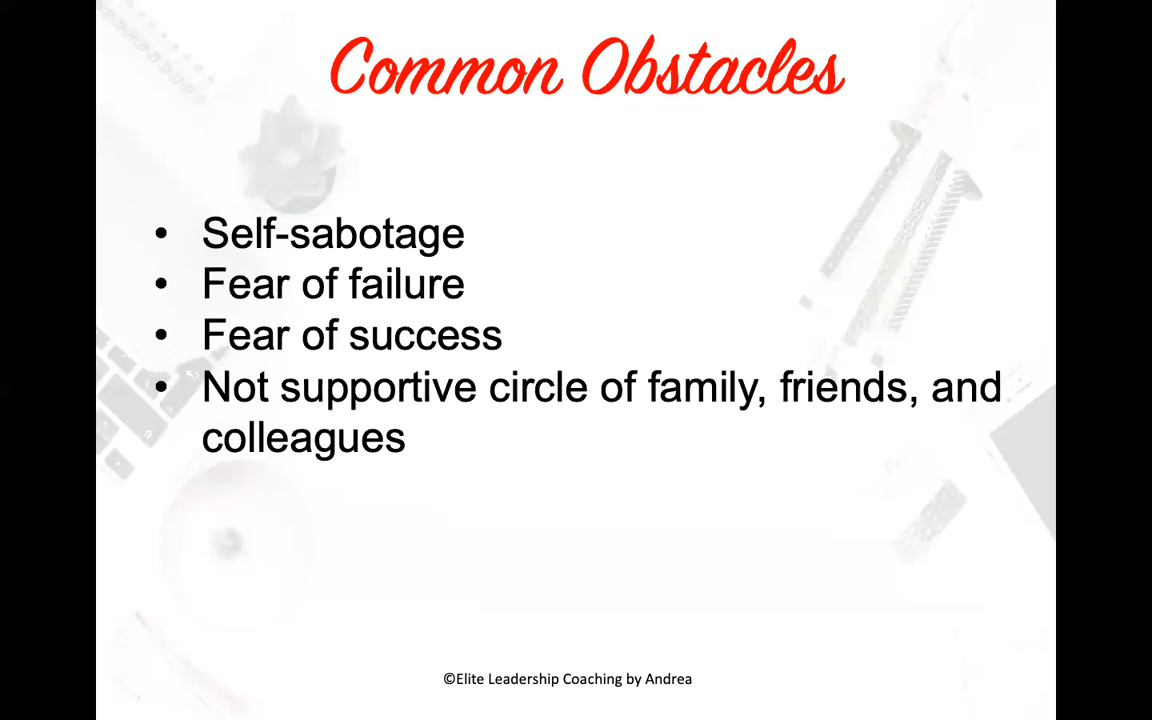 Common Obstacles
• Self-sabotage
• Fear of failure
• Fear of success
• Not supportive circle of family, friends, and
colleagues
©Elite Leadership Coaching by Andrea